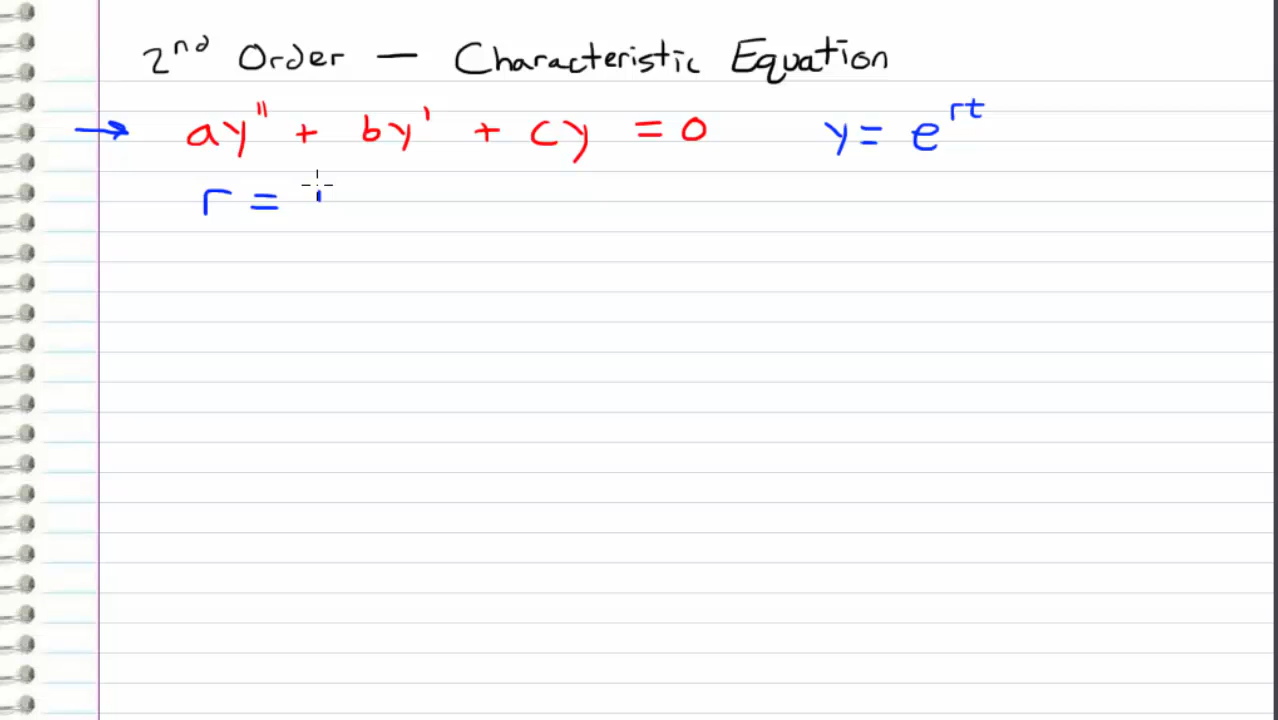 2nd Order — Characteristic Equation
→ ay" + by' + cy = 0 y = e^rt
r =